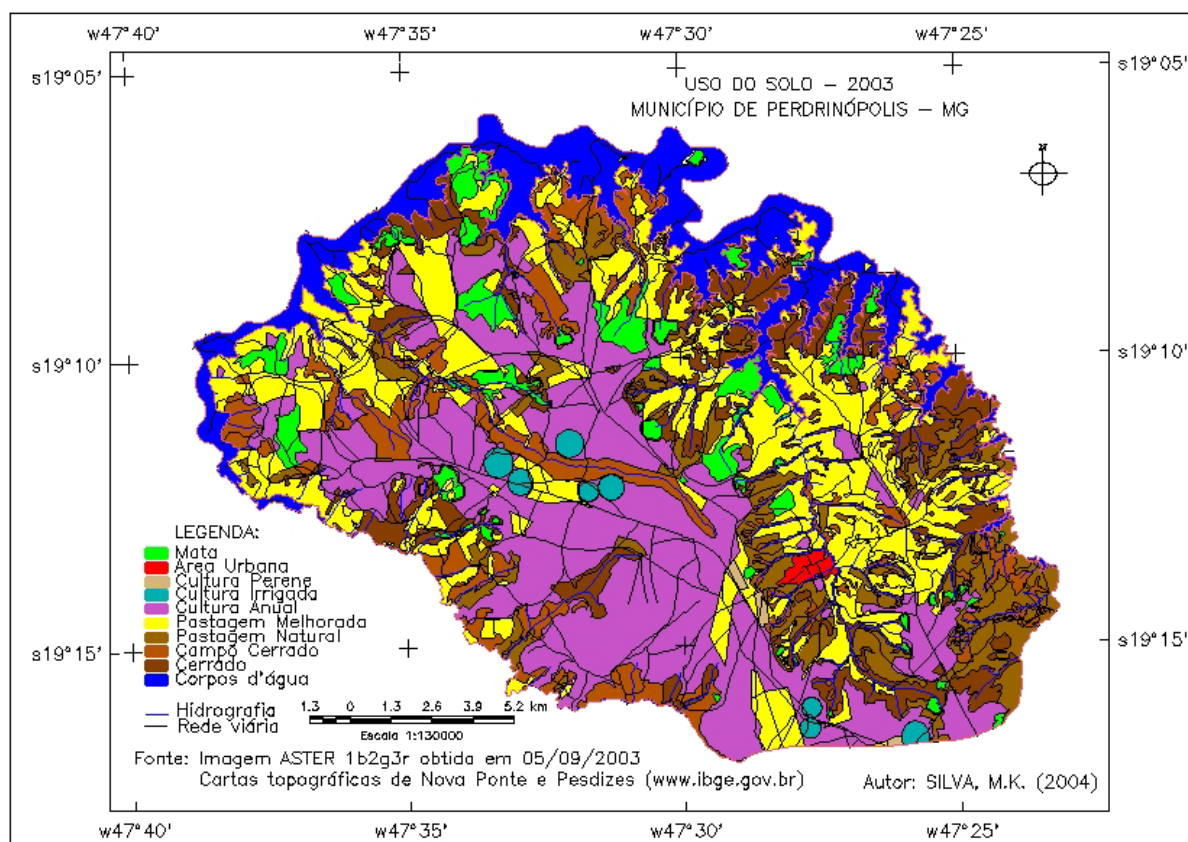 w47°40' w47°35' w47°30' w47°25'
s19°05' s19°05'
USO DO SOLO – 2003
MUNICÍPIO DE PERDRINÓPOLIS – MG
N
s19°10' s19°10'
LEGENDA:
Mata
Area Urbana
Cultura Perene
Cultura Irrigada
Cultura Anual
Pastagem Melhorada
Pastagem Natural
Campo Cerrado
Cerrado
Corpos d'água
s19°15' s19°15'
Hidrografia
Rede Viária
1.3 0 1.3 2.6 3.9 5.2 km
Escala 1:130000
Fonte: Imagem ASTER 1b2g3r obtida em 05/09/2003
Cartas topográficas de Nova Ponte e Pesdizes (www.ibge.gov.br)
Autor: SILVA, M.K. (2004)
w47°40' w47°35' w47°30' w47°25'